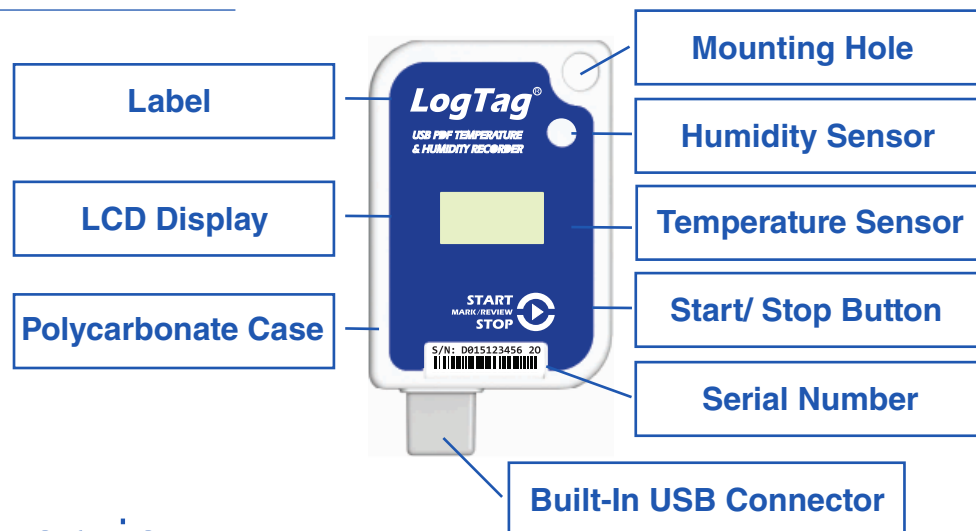 Mounting Hole
Label
LogTag®
USB PDF TEMPERATURE
& HUMIDITY RECORDER
Humidity Sensor
LCD Display
Temperature Sensor
START
MARK/REVIEW
STOP
Start/ Stop Button
Polycarbonate Case
S/N: D015123456 20
Serial Number
Built-In USB Connector